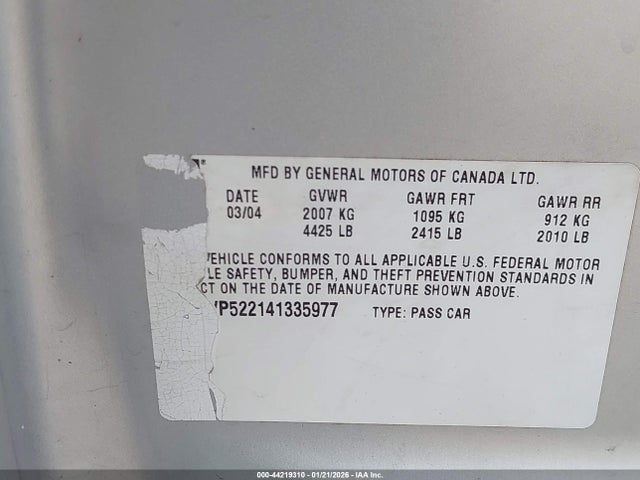 MFD BY GENERAL MOTORS OF CANADA LTD.
DATE GVWR GAWR FRT GAWR RR
03/04 2007 KG 1095 KG 912 KG
4425 LB 2415 LB 2010 LB
VEHICLE CONFORMS TO ALL APPLICABLE U.S. FEDERAL MOTOR
LE SAFETY, BUMPER, AND THEFT PREVENTION STANDARDS IN
CT ON THE DATE OF MANUFACTURE SHOWN ABOVE.
P522141335977 TYPE: PASS CAR
000-44219310 - 01/21/2026 - IAA Inc.